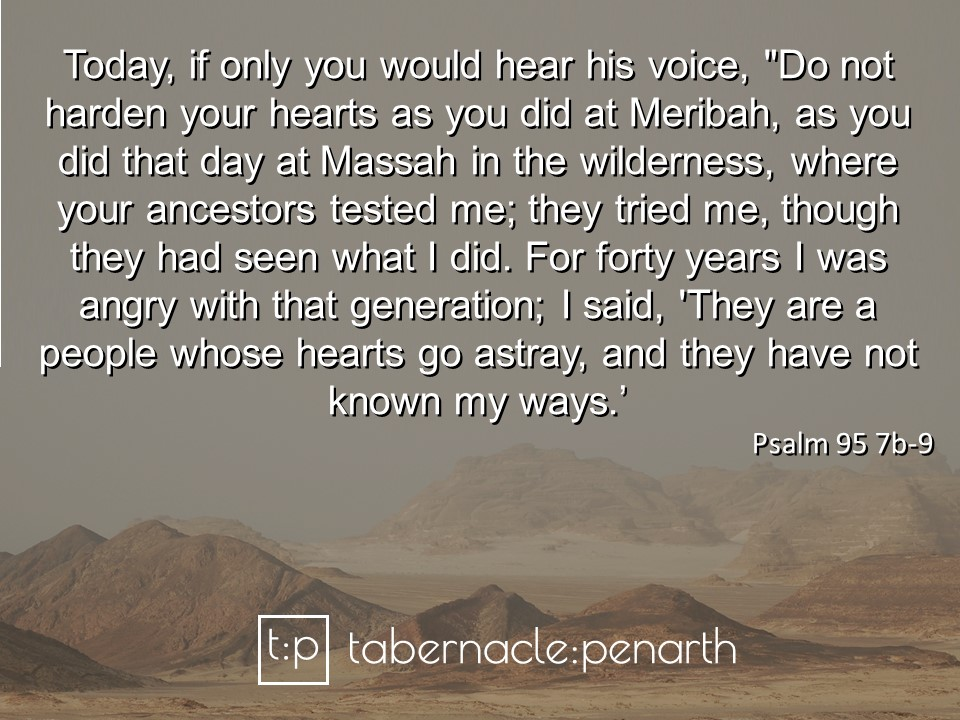 Today, if only you would hear his voice, "Do not
harden your hearts as you did at Meribah, as you
did that day at Massah in the wilderness, where
your ancestors tested me; they tried me, though
they had seen what I did. For forty years I was
angry with that generation; I said, 'They are a
people whose hearts go astray, and they have not
known my ways.’
Psalm 95 7b-9
t:p tabernacle:penarth